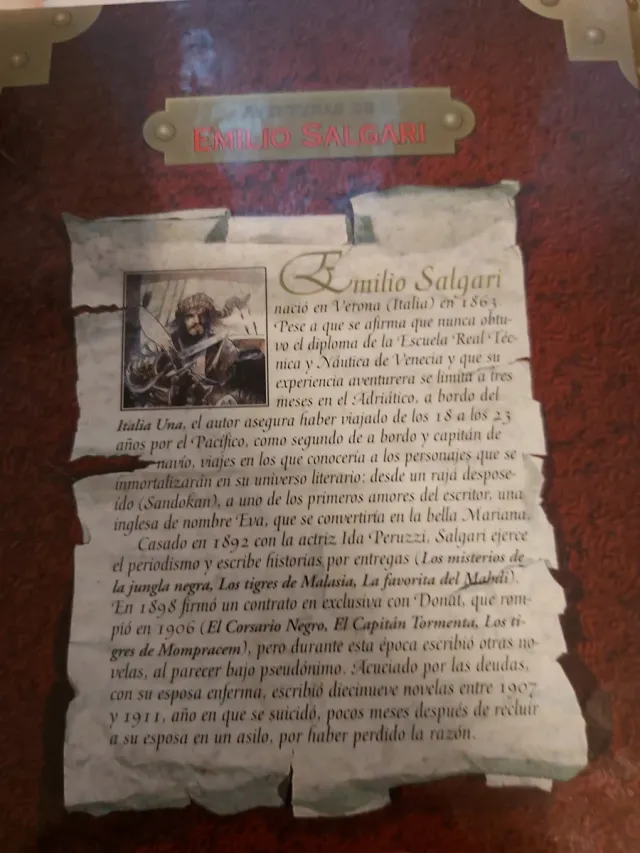 AVENTURAS DE
EMILIO SALGARI
Emilio Salgari
nació en Verona (Italia) en 1863.
Pese a que se afirma que nunca obtu-
vo el diploma de la Escuela Real Téc-
nica y Náutica de Venecia y que su
experiencia aventurera se limita a tres
meses en el Adriático, a bordo del
Italia Una, el autor asegura haber viajado de los 18 a los 23
años por el Pacífico, como segundo de a bordo y capitán de
navío, viajes en los que conocería a los personajes que se
inmortalizarán en su universo literario: desde un rajá despose-
ído (Sandokan), a uno de los primeros amores del escritor, una
inglesa de nombre Eva, que se convertiría en la bella Mariana.
Casado en 1892 con la actriz Ida Peruzzi, Salgari ejerce
el periodismo y escribe historias por entregas (Los misterios de
la jungla negra, Los tigres de Malasia, La favorita del Mahdi).
En 1898 firmó un contrato en exclusiva con Donat, que rom-
pió en 1906 (El Corsario Negro, El Capitán Tormenta, Los ti-
gres de Mompracem), pero durante esta época escribió otras no-
velas, al parecer bajo pseudónimo. Acuciado por las deudas,
con su esposa enferma, escribió diecinueve novelas entre 1907
y 1911, año en que se suicidó, pocos meses después de recluir
a su esposa en un asilo, por haber perdido la razón.